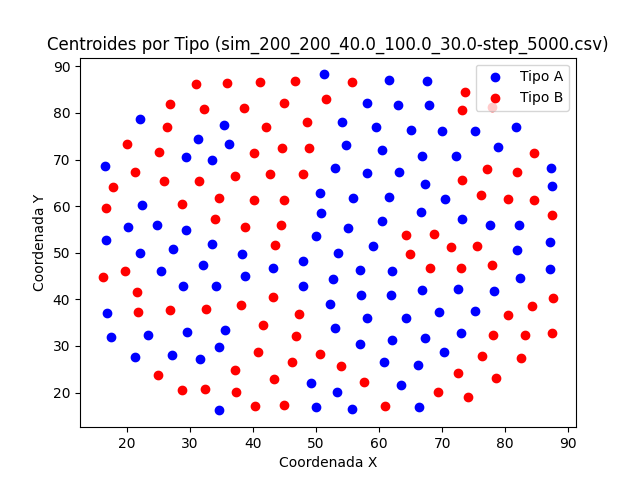 Centroides por Tipo (sim_200_200_40.0_100.0_30.0-step_5000.csv)
Tipo A
Tipo B
Coordenada Y
90
80
70
60
50
40
30
20
20 30 40 50 60 70 80 90
Coordenada X